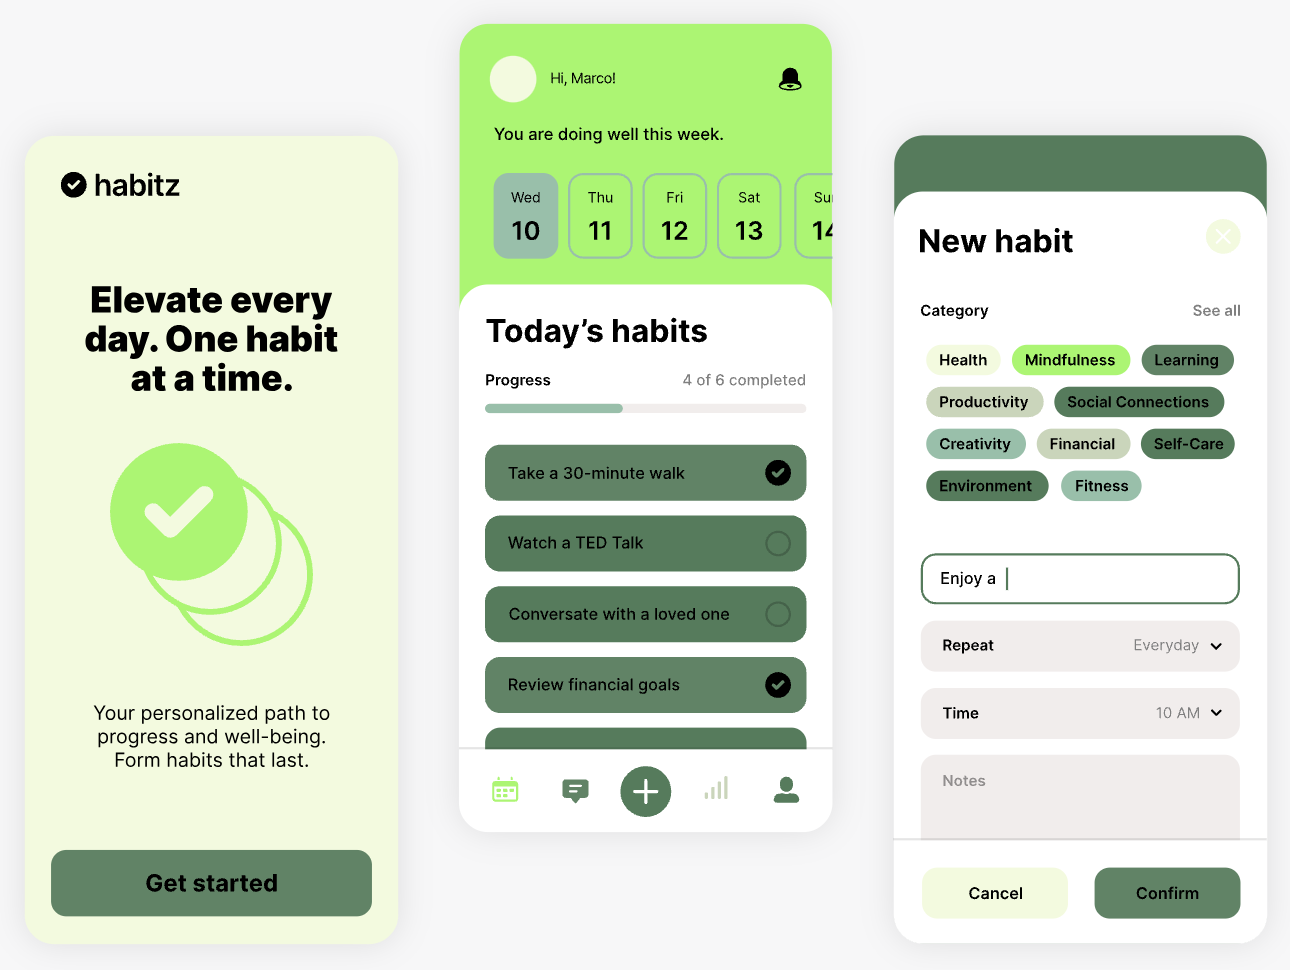 habitz
Elevate every
day. One habit
at a time.
Your personalized path to
progress and well-being.
Form habits that last.
Get started
Hi, Marco!
You are doing well this week.
Wed Thu Fri Sat Sun
10 11 12 13 14
Today's habits
Progress 4 of 6 completed
Take a 30-minute walk
Watch a TED Talk
Conversate with a loved one
Review financial goals
New habit
Category See all
Health Mindfulness Learning
Productivity Social Connections
Creativity Financial Self-Care
Environment Fitness
Enjoy a
Repeat Everyday
Time 10 AM
Notes
Cancel Confirm